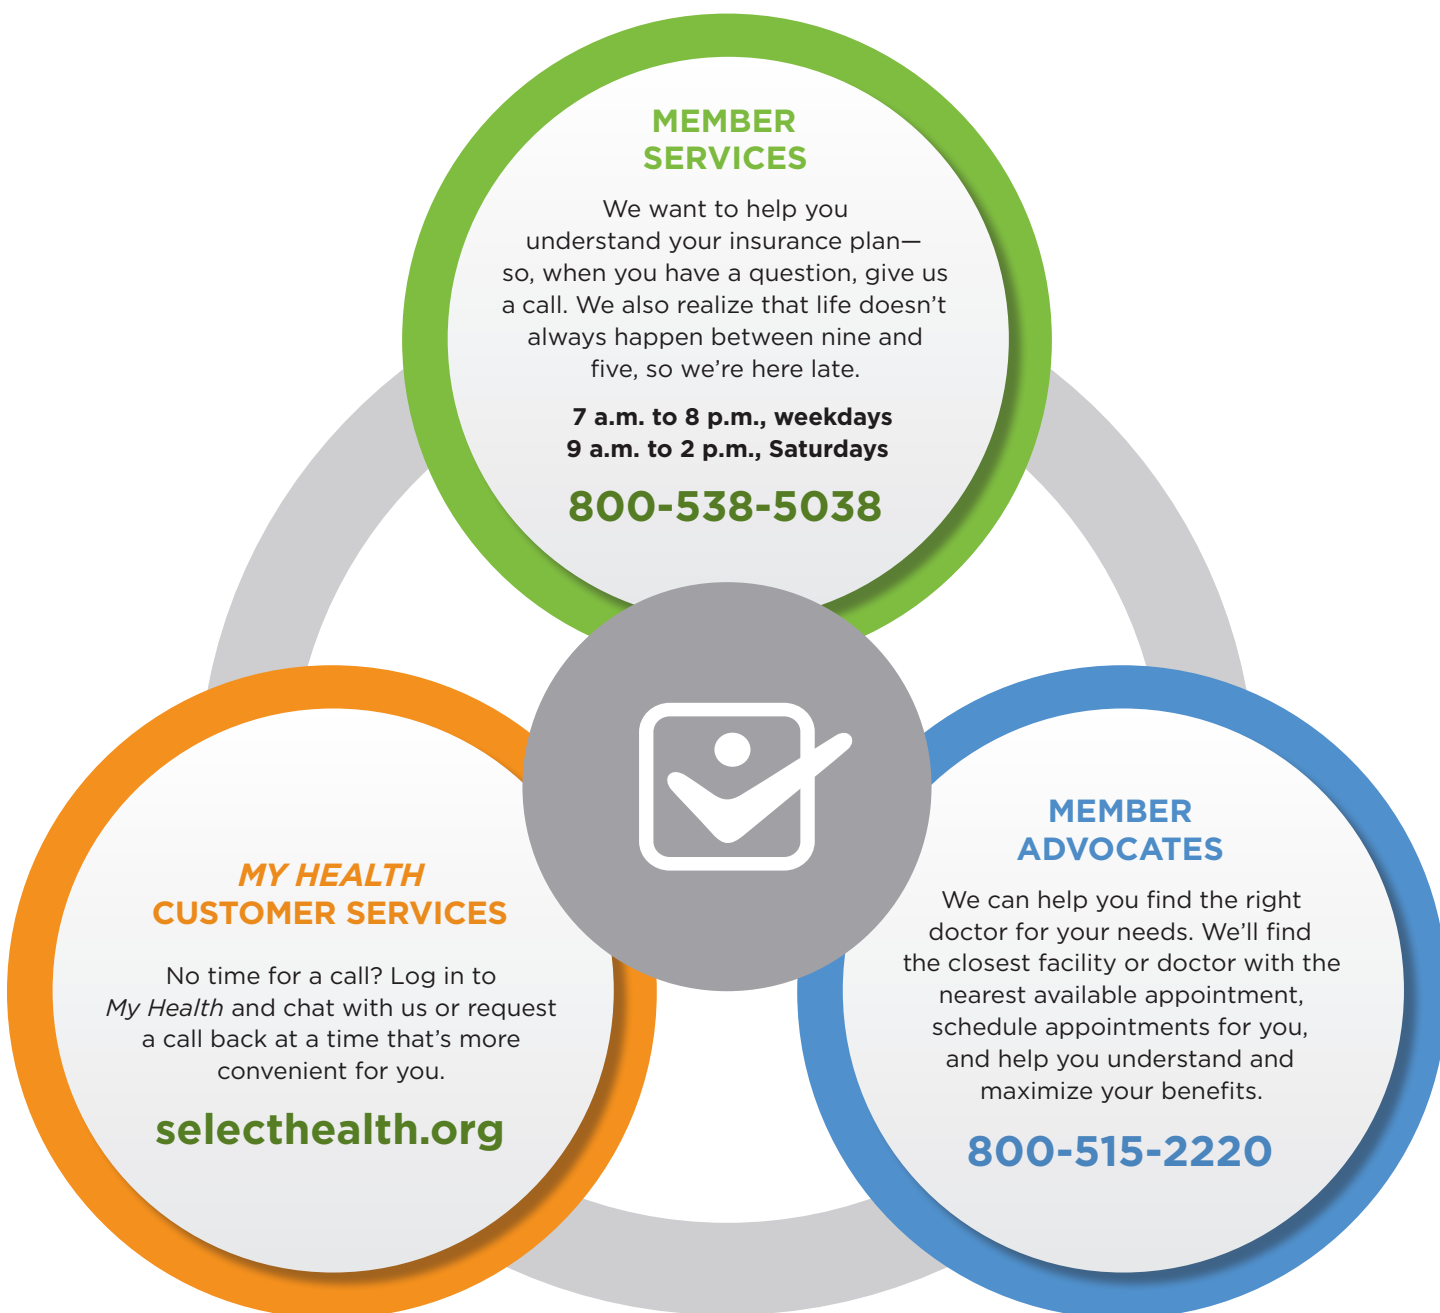 MEMBER
SERVICES
We want to help you
understand your insurance plan—
so, when you have a question, give us
a call. We also realize that life doesn’t
always happen between nine and
five, so we’re here late.
7 a.m. to 8 p.m., weekdays
9 a.m. to 2 p.m., Saturdays
800-538-5038
MY HEALTH
CUSTOMER SERVICES
No time for a call? Log in to
My Health and chat with us or request
a call back at a time that’s more
convenient for you.
selecthealth.org
MEMBER
ADVOCATES
We can help you find the right
doctor for your needs. We’ll find
the closest facility or doctor with the
nearest available appointment,
schedule appointments for you,
and help you understand and
maximize your benefits.
800-515-2220